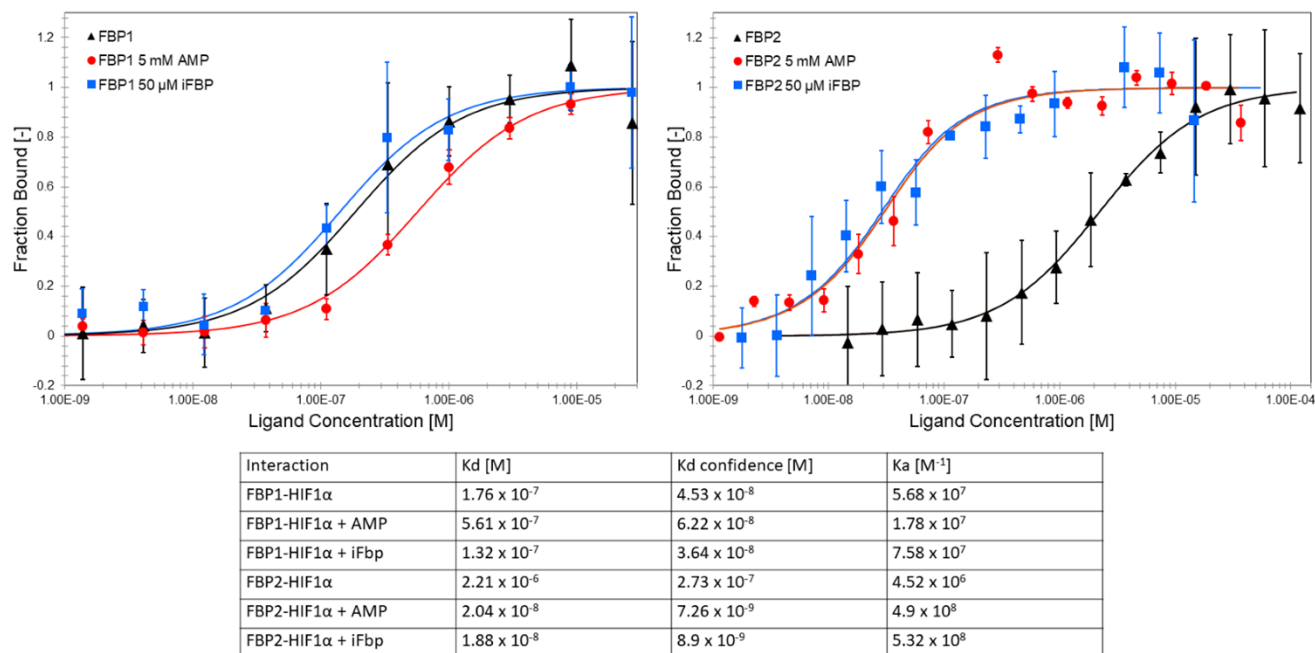 1.2
1
0.8
0.6
0.4
0.2
0
-0.2
Fraction Bound [-]
FBP1
FBP1 5 mM AMP
FBP1 50 µM iFBP
1.00E-09 1.00E-08 1.00E-07 1.00E-06 1.00E-05
Ligand Concentration [M]
1.2
1
0.8
0.6
0.4
0.2
0
-0.2
Fraction Bound [-]
FBP2
FBP2 5 mM AMP
FBP2 50 µM iFBP
1.00E-09 1.00E-08 1.00E-07 1.00E-06 1.00E-05 1.00E-04
Ligand Concentration [M]
Interaction Kd [M] Kd confidence [M] Ka [M⁻¹]
FBP1-HIF1α 1.76 x 10⁻⁷ 4.53 x 10⁻⁸ 5.68 x 10⁷
FBP1-HIF1α + AMP 5.61 x 10⁻⁷ 6.22 x 10⁻⁸ 1.78 x 10⁷
FBP1-HIF1α + iFbp 1.32 x 10⁻⁷ 3.64 x 10⁻⁸ 7.58 x 10⁷
FBP2-HIF1α 2.21 x 10⁻⁶ 2.73 x 10⁻⁷ 4.52 x 10⁶
FBP2-HIF1α + AMP 2.04 x 10⁻⁸ 7.26 x 10⁻⁹ 4.9 x 10⁸
FBP2-HIF1α + iFbp 1.88 x 10⁻⁸ 8.9 x 10⁻⁹ 5.32 x 10⁸